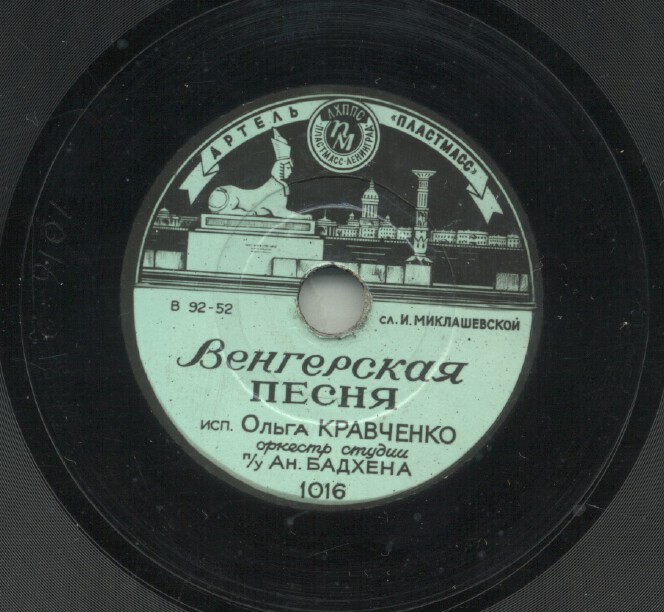 АРТЕЛЬ «ПЛАСТМАСС»
ЛХППС
ПМ
ПЛАСТМАСС-ЛЕНИНГРАД
В 92-52
сл. И. МИКЛАШЕВСКОЙ
Венгерская
ПЕСНЯ
исп. Ольга КРАВЧЕНКО
оркестр студии
п/у Ан. БАДХЕНА
1016